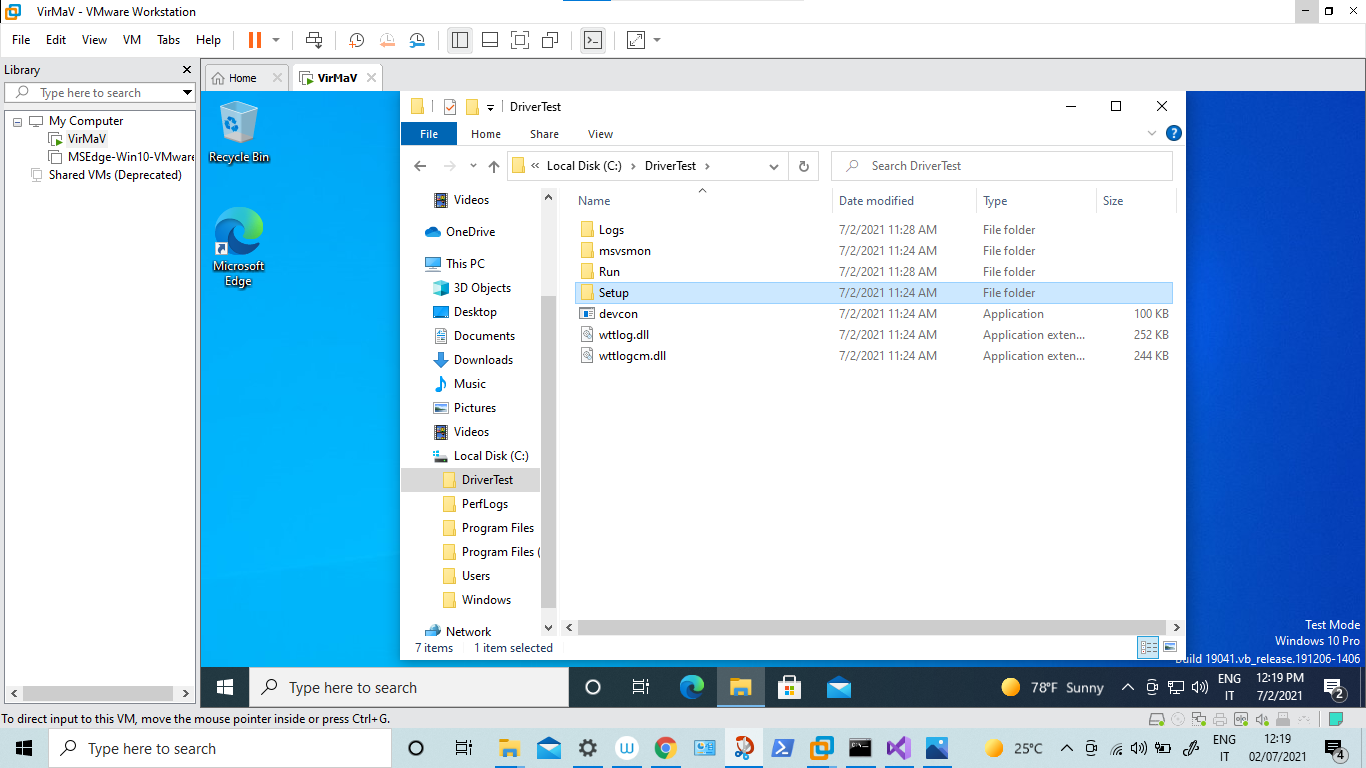 VirMaV - VMware Workstation
File Edit View VM Tabs Help
Library
Type here to search
My Computer
VirMaV
MSEdge-Win10-VMware
Shared VMs (Deprecated)
Home
VirMaV
Recycle Bin
Microsoft
Edge
DriverTest
File Home Share View
« Local Disk (C:) > DriverTest >
Search DriverTest
Videos
OneDrive
This PC
3D Objects
Desktop
Documents
Downloads
Music
Pictures
Videos
Local Disk (C:)
DriverTest
PerfLogs
Program Files
Program Files (
Users
Windows
Network
Name Date modified Type Size
Logs 7/2/2021 11:28 AM File folder
msvsmon 7/2/2021 11:24 AM File folder
Run 7/2/2021 11:28 AM File folder
Setup 7/2/2021 11:24 AM File folder
devcon 7/2/2021 11:24 AM Application 100 KB
wttlog.dll 7/2/2021 11:24 AM Application exten... 252 KB
wttlogcm.dll 7/2/2021 11:24 AM Application exten... 244 KB
7 items 1 item selected
Test Mode
Windows 10 Pro
Build 19041.vb_release.191206-1406
Type here to search
78°F Sunny
ENG
IT
12:19 PM
7/2/2021
2
To direct input to this VM, move the mouse pointer inside or press Ctrl+G.
Type here to search
25°C
ENG
IT
12:19
02/07/2021
4